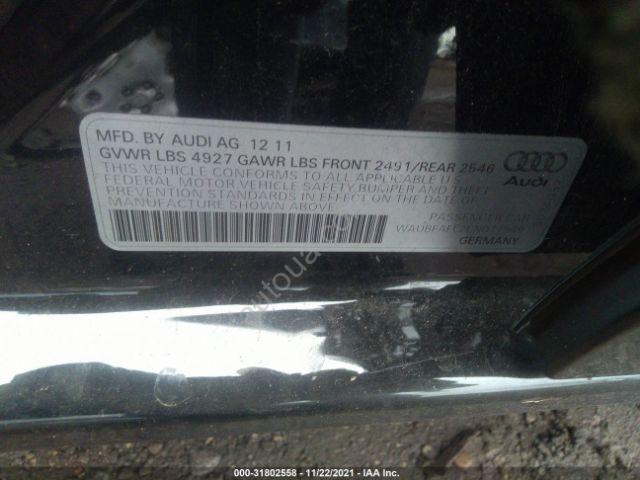 MFD. BY AUDI AG 12 11
GVWR LBS 4927 GAWR LBS FRONT 2491/REAR 2546
THIS VEHICLE CONFORMS TO ALL APPLICABLE U.S.
FEDERAL MOTOR VEHICLE SAFETY, BUMPER AND THEFT
PREVENTION STANDARDS IN EFFECT ON THE DATE OF
MANUFACTURE SHOWN ABOVE.
Audi
PASSENGER CAR
GERMANY
000-31802558 - 11/22/2021 - IAA Inc.